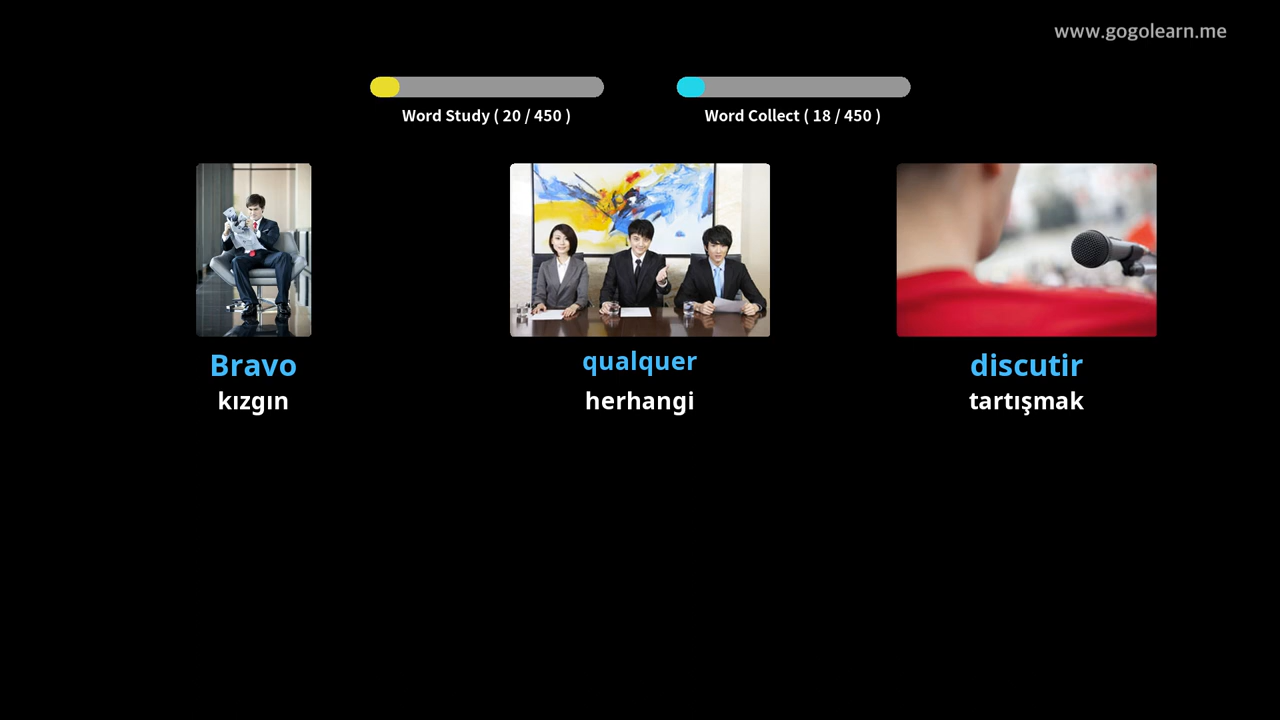 www.gogolearn.me
Word Study ( 20 / 450 )
Word Collect ( 18 / 450 )
Bravo
kızgın
qualquer
herhangi
discutir
tartışmak